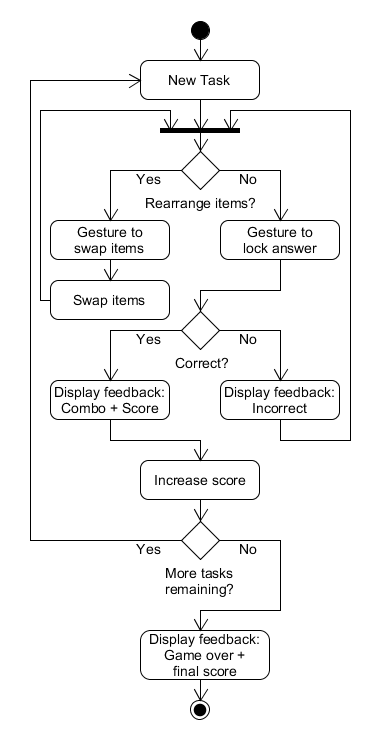 New Task
Yes
No
Rearrange items?
Gesture to
swap items
Gesture to
lock answer
Swap items
Yes
No
Correct?
Display feedback:
Combo + Score
Display feedback:
Incorrect
Increase score
Yes
No
More tasks
remaining?
Display feedback:
Game over +
final score